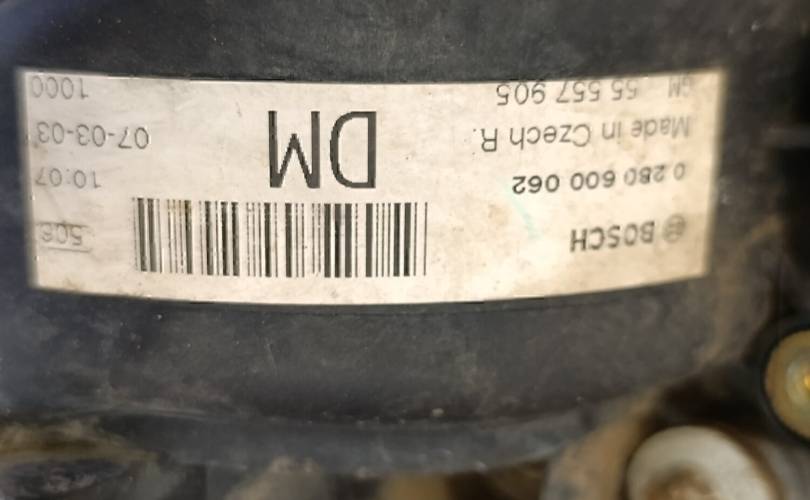 BOSCH 506
0 280 600 062 10:07
Made in Czech R. DM 07-03-03
GM 55 557 905 1000